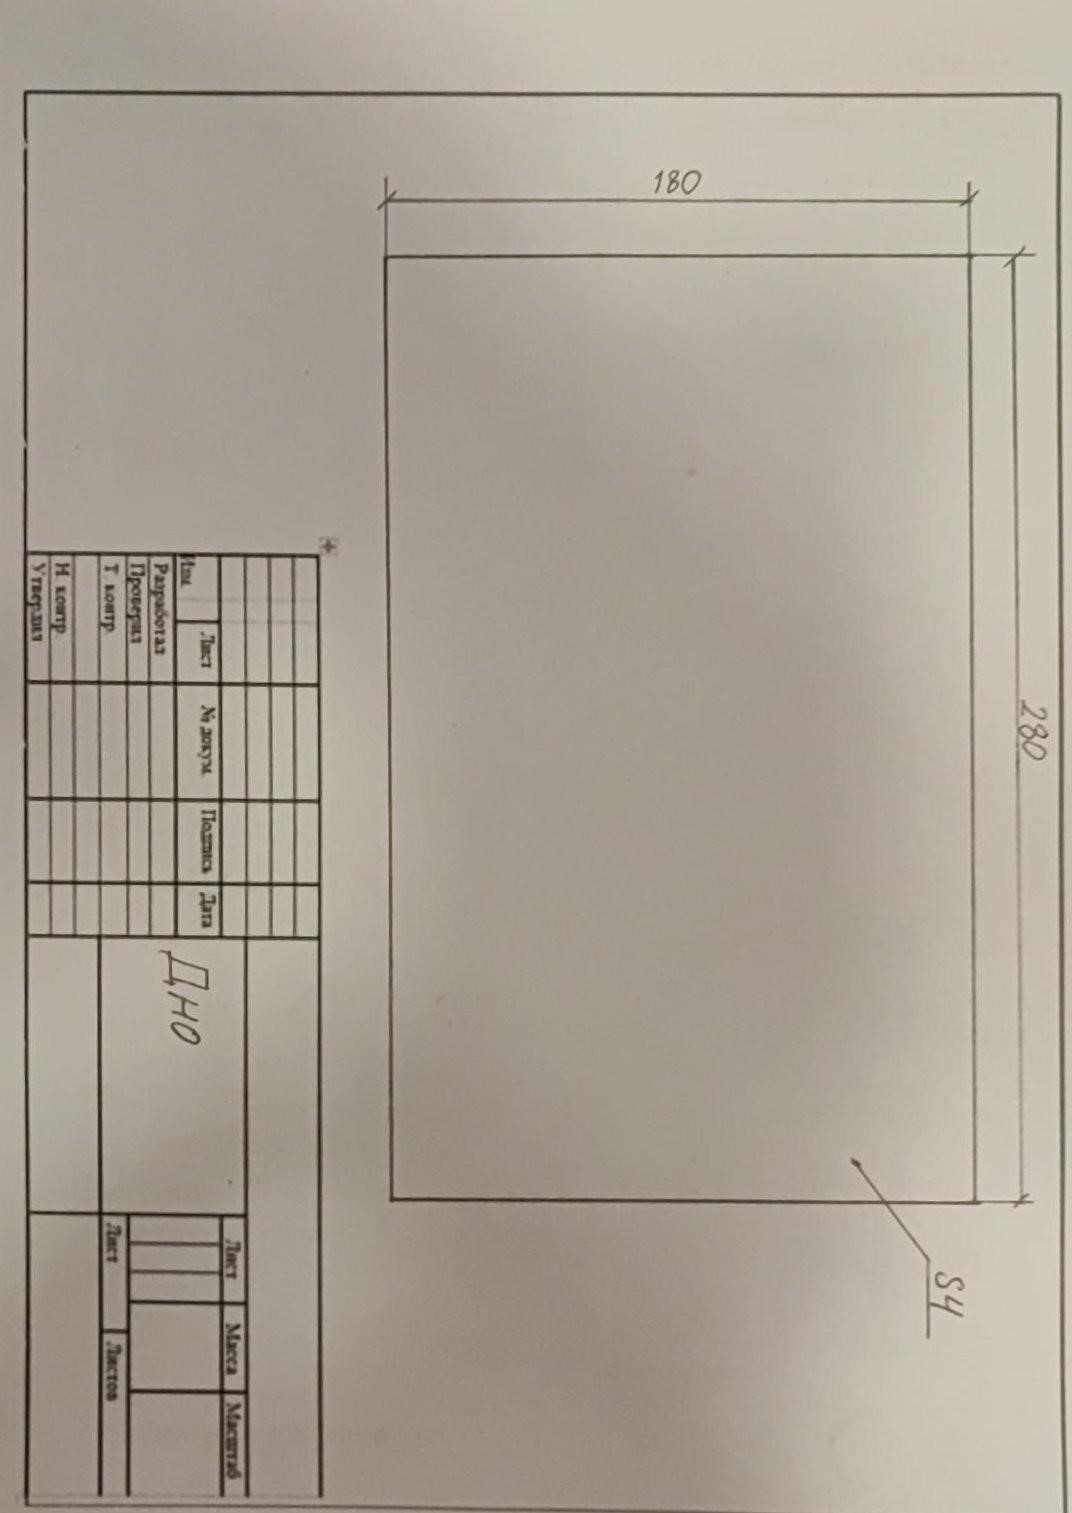 180
280
S4
Изм.
Лист
№ докум.
Подпись
Дата
Разработал
Проверил
Т. контр.
Н. контр.
Утвердил
Дно
Лист
Масса
Масштаб
Лист
Листов